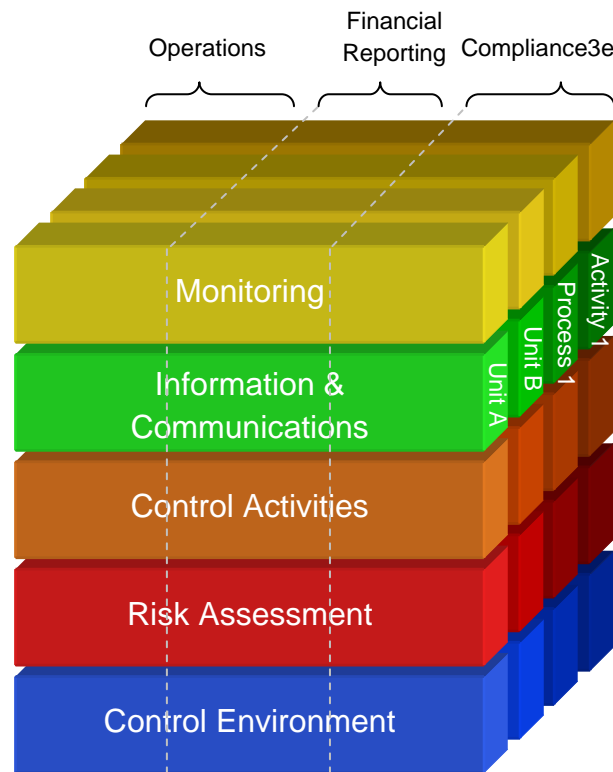 Operations
Financial
Reporting
Compliance3e
Monitoring
Information &
Communications
Control Activities
Risk Assessment
Control Environment
Unit A
Unit B
Process 1
Activity 1